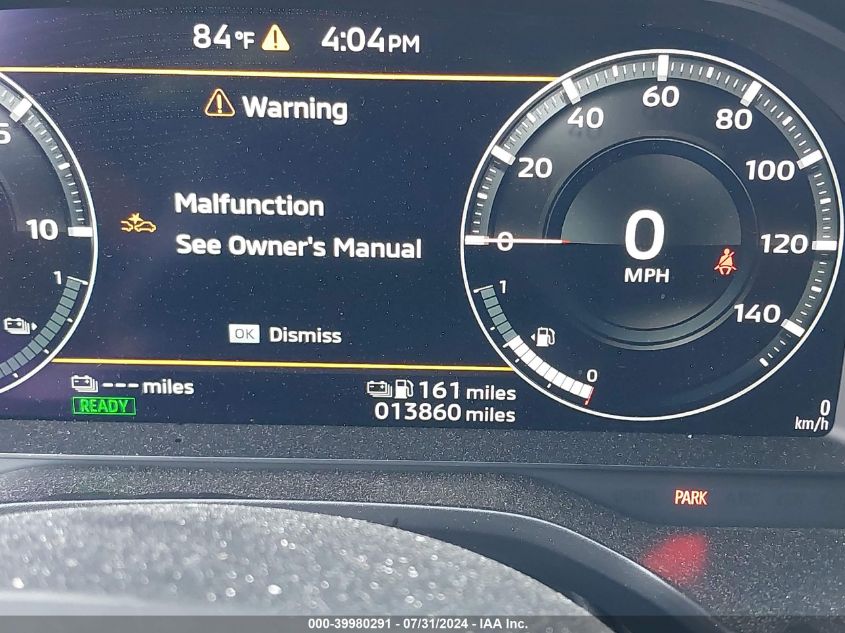 84°F 4:04PM
Warning
Malfunction
See Owner's Manual
OK Dismiss
--- miles
READY
161 miles
013860 miles
5
10
1
0
20
40
60
80
100
120
140
0
MPH
1
0
0
km/h
PARK
000-39980291 - 07/31/2024 - IAA Inc.